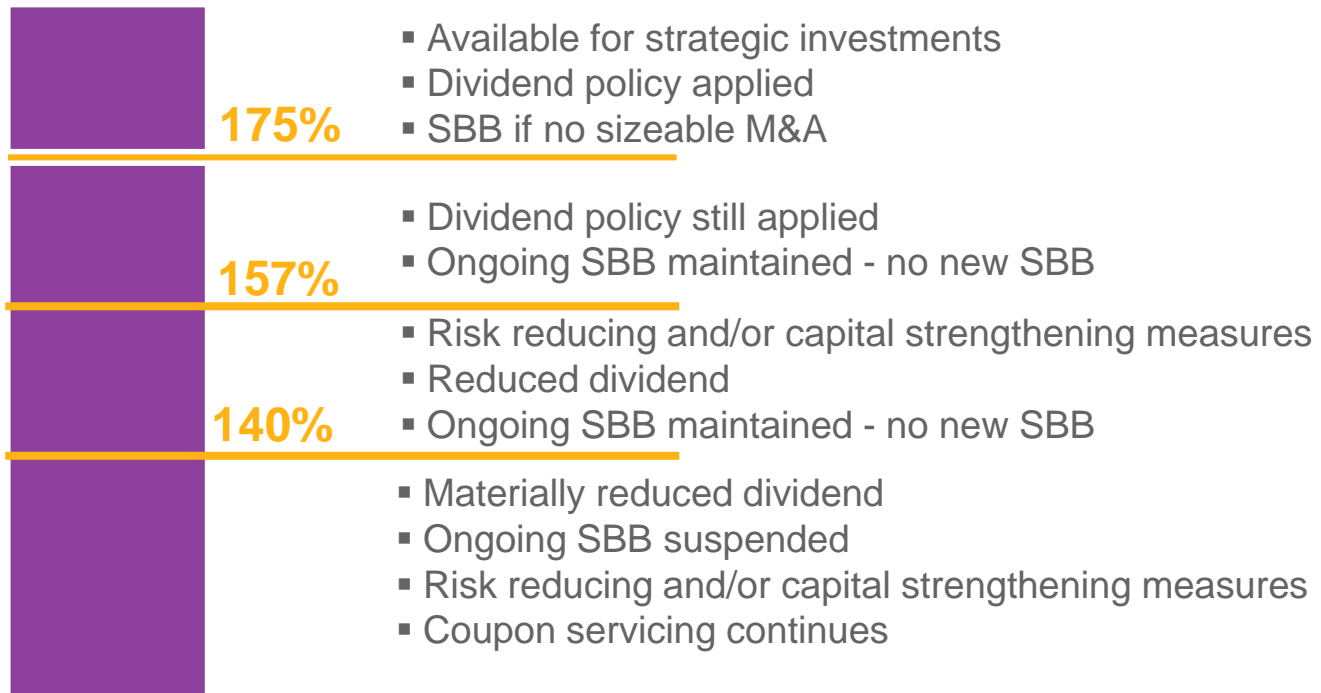 ▪ Available for strategic investments
▪ Dividend policy applied
175%
▪ SBB if no sizeable M&A
▪ Dividend policy still applied
157%
▪ Ongoing SBB maintained - no new SBB
▪ Risk reducing and/or capital strengthening measures
▪ Reduced dividend
140%
▪ Ongoing SBB maintained - no new SBB
▪ Materially reduced dividend
▪ Ongoing SBB suspended
▪ Risk reducing and/or capital strengthening measures
▪ Coupon servicing continues